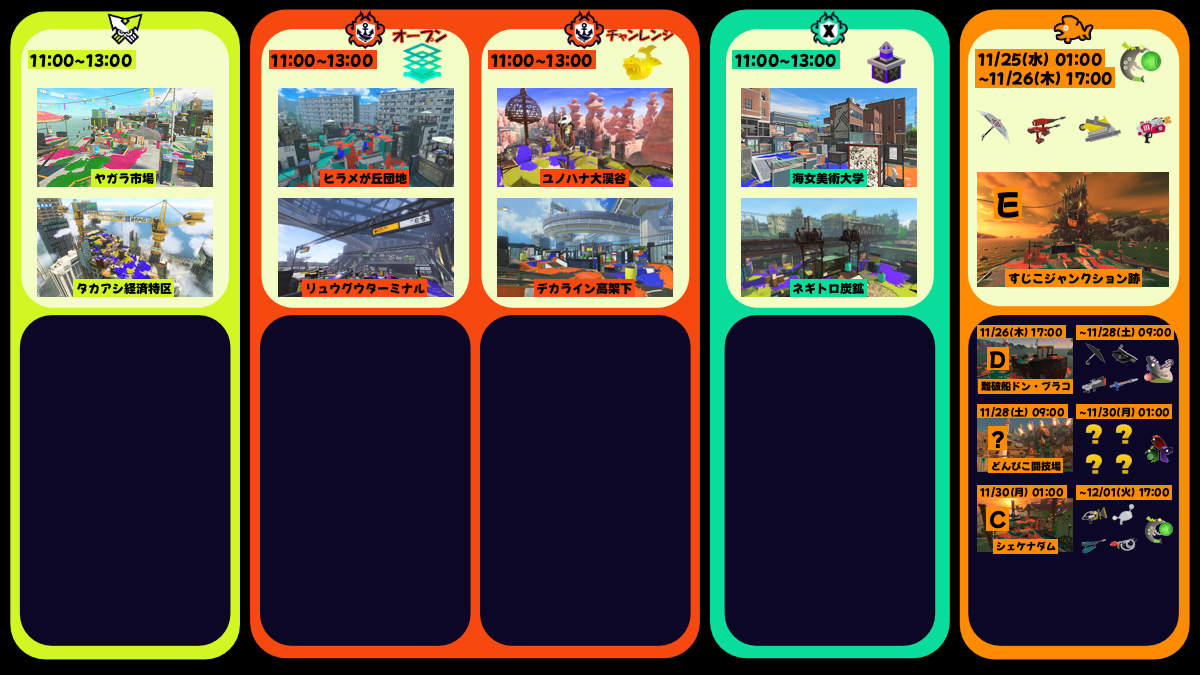 11:00~13:00
ヤガラ市場
タカアシ経済特区
オープン
11:00~13:00
ヒラメが丘団地
リュウグウターミナル
チャンレンジ
11:00~13:00
ユノハナ大渓谷
デカライン高架下
X
11:00~13:00
海女美術大学
ネギトロ炭鉱
11/25(水) 01:00
~11/26(木) 17:00
E
すじこジャンクション跡
11/26(木) 17:00
~11/28(土) 09:00
D
難破船ドン・ブラコ
11/28(土) 09:00
~11/30(月) 01:00
?
? ?
? ?
どんぴこ闘技場
11/30(月) 01:00
~12/01(火) 17:00
C
シェケナダム